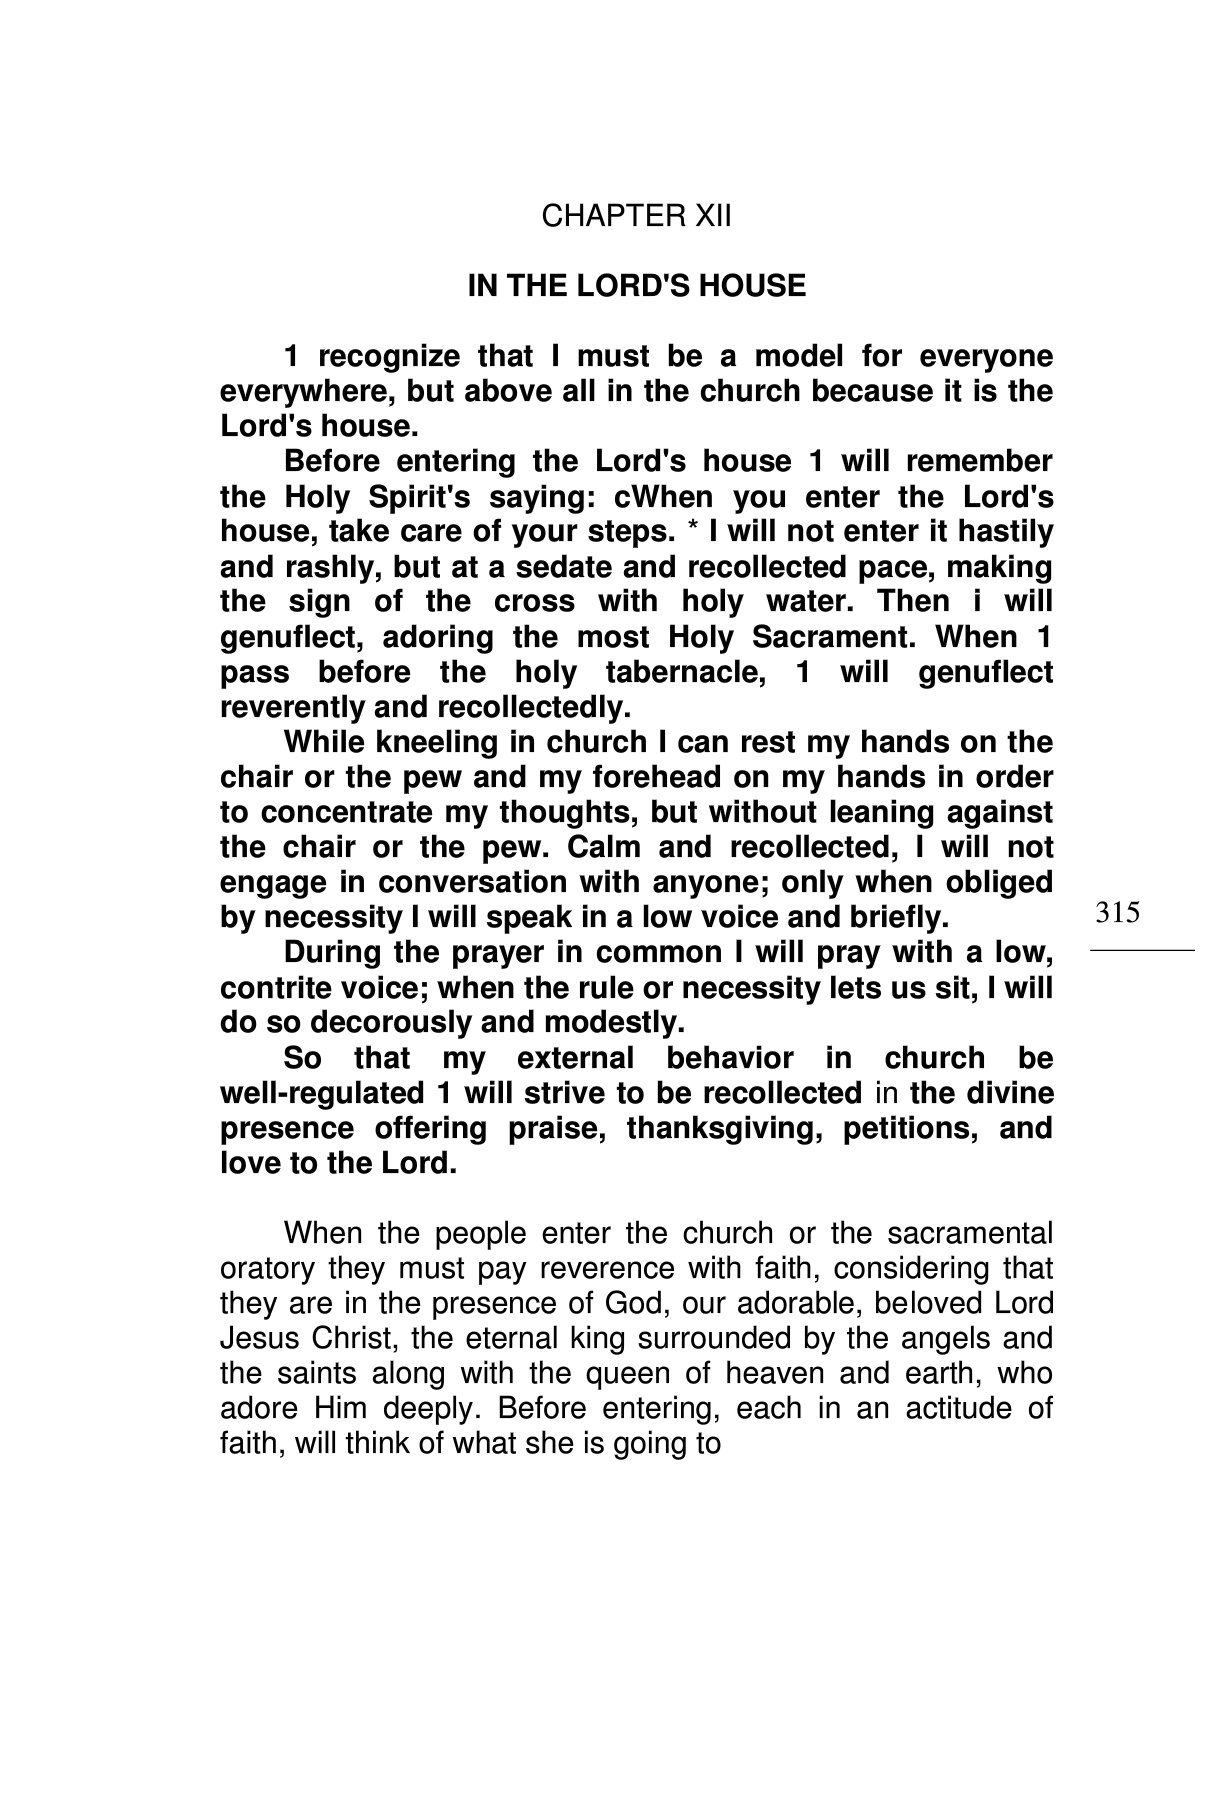 CHAPTER XII
IN THE LORD'S HOUSE
1 recognize that I must be a model for everyone
everywhere, but above all in the church because it is the
Lord's house.
Before entering the Lord's house 1 will remember
the Holy Spirit's saying: cWhen you enter the Lord's
house, take care of your steps. * I will not enter it hastily
and rashly, but at a sedate and recollected pace, making
the sign of the cross with holy water. Then i will
genuflect, adoring the most Holy Sacrament. When 1
pass before the holy tabernacle, 1 will genuflect
reverently and recollectedly.
While kneeling in church I can rest my hands on the
chair or the pew and my forehead on my hands in order
to concentrate my thoughts, but without leaning against
the chair or the pew. Calm and recollected, I will not
engage in conversation with anyone; only when obliged
by necessity I will speak in a low voice and briefly.
315
During the prayer in common I will pray with a low,
contrite voice; when the rule or necessity lets us sit, I will
do so decorously and modestly.
So that my external behavior in church be
well-regulated 1 will strive to be recollected in the divine
presence offering praise, thanksgiving, petitions, and
love to the Lord.
When the people enter the church or the sacramental
oratory they must pay reverence with faith, considering that
they are in the presence of God, our adorable, beloved Lord
Jesus Christ, the eternal king surrounded by the angels and
the saints along with the queen of heaven and earth, who
adore Him deeply. Before entering, each in an actitude of
faith, will think of what she is going to